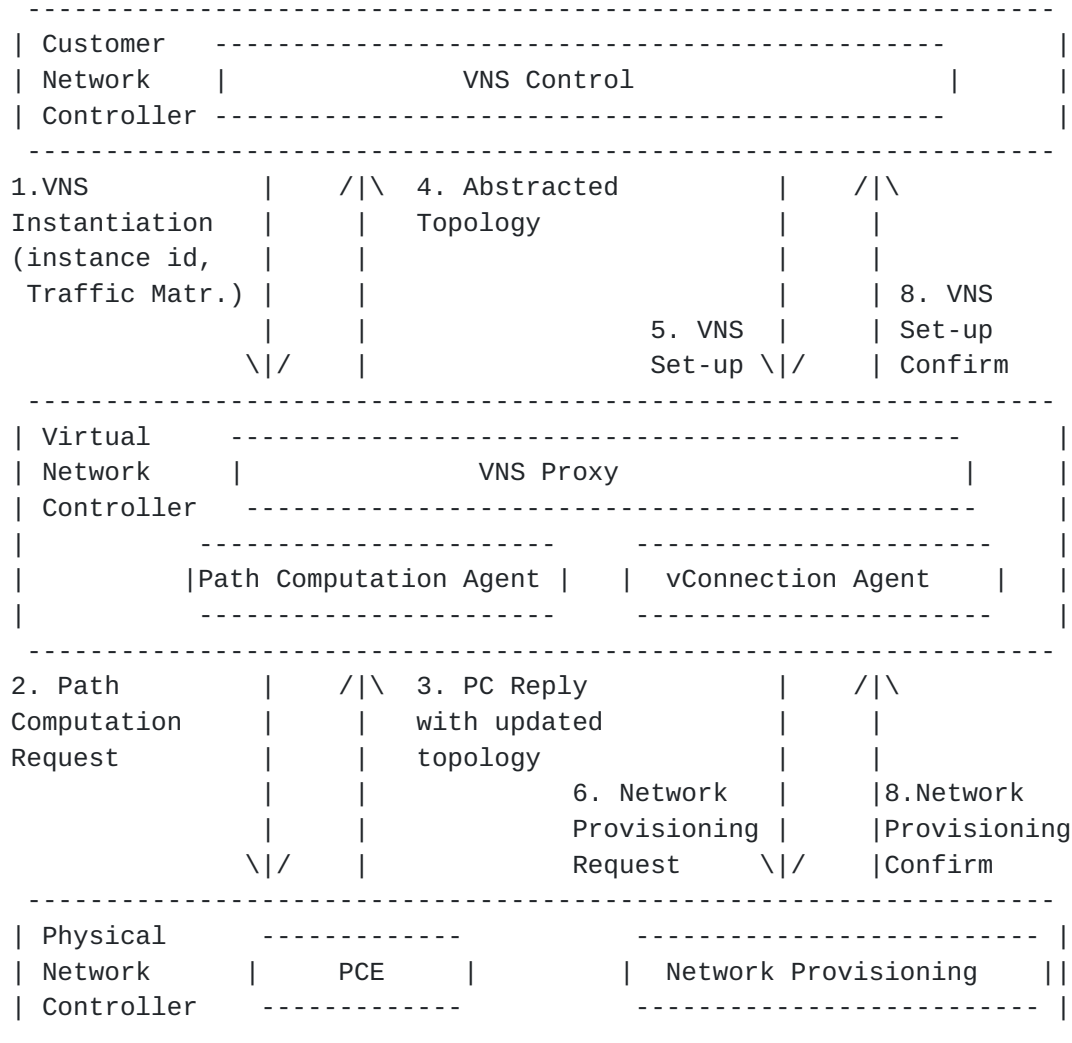 ------------------------------------------------------------------
| Customer   -----------------------------------------------       |
| Network    |               VNS Control                    |      |
| Controller -----------------------------------------------       |
 ------------------------------------------------------------------
1.VNS           |    /|\  4. Abstracted          |    /|\
Instantiation   |     |   Topology               |     |
(instance id,   |     |                          |     |
 Traffic Matr.) |     |                          |     | 8. VNS
                |     |                  5. VNS  |     | Set-up
               \|/    |                  Set-up \|/    | Confirm
 ------------------------------------------------------------------
| Virtual     -----------------------------------------------      |
| Network     |               VNS Proxy                      |     |
| Controller   -----------------------------------------------     |
|           -----------------------     -----------------------    |
|          |Path Computation Agent |   |  vConnection Agent    |   |
|           -----------------------     -----------------------    |
 ------------------------------------------------------------------
2. Path         |    /|\  3. PC Reply            |    /|\
Computation     |     |   with updated           |     |
Request         |     |   topology               |     |
                |     |             6. Network   |     |8.Network
                |     |             Provisioning |     |Provisioning
               \|/    |             Request     \|/    |Confirm
 ------------------------------------------------------------------
| Physical      -------------           -------------------------- |
| Network      |     PCE     |         |  Network Provisioning    ||
| Controller    -------------           -------------------------- |